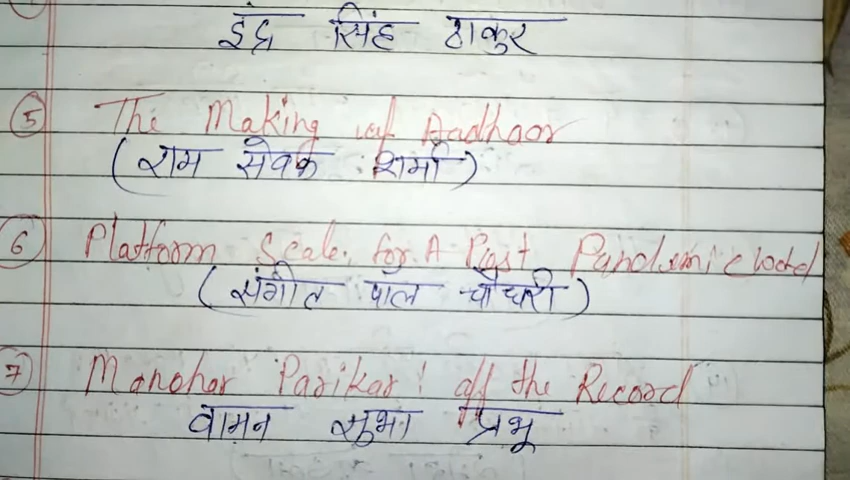 इंद्र सिंह ठाकुर
⑤ The Making of Aadhaar
(राम सेवक शर्मा)
⑥ Platform Scale, for A Post Pandemic World
(संगीत पॉल चौधरी)
⑦ Manohar Parikar: off the Record
वामन सुभा प्रभू